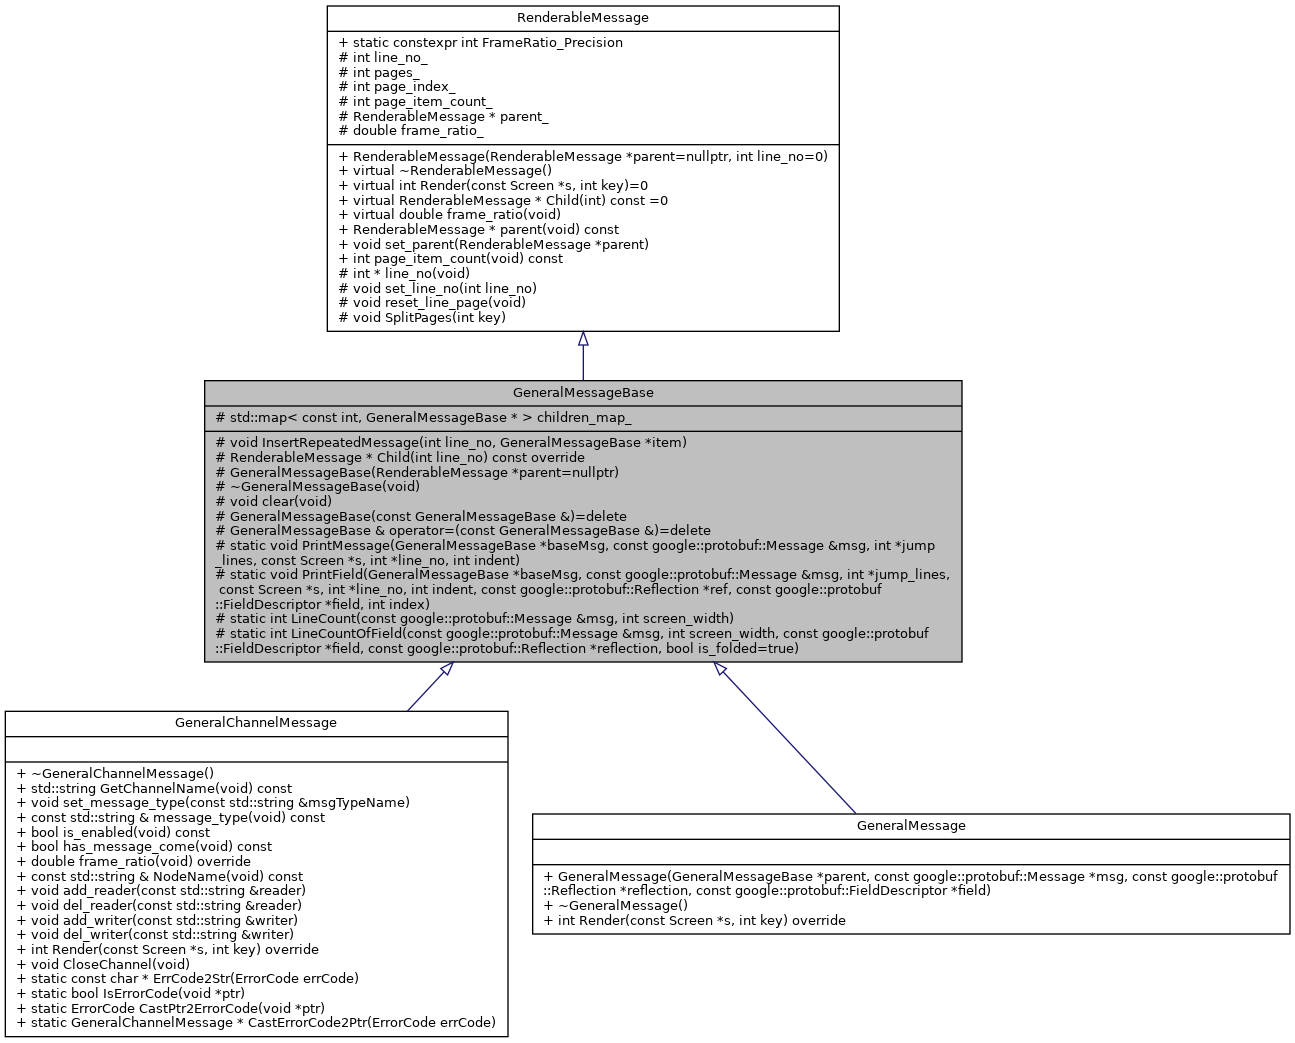 RenderableMessage
+ static constexpr int FrameRatio_Precision
# int line_no_
# int pages_
# int page_index_
# int page_item_count_
# RenderableMessage * parent_
# double frame_ratio_
+ RenderableMessage(RenderableMessage *parent=nullptr, int line_no=0)
+ virtual ~RenderableMessage()
+ virtual int Render(const Screen *s, int key)=0
+ virtual RenderableMessage * Child(int) const =0
+ virtual double frame_ratio(void)
+ RenderableMessage * parent(void) const
+ void set_parent(RenderableMessage *parent)
+ int page_item_count(void) const
# int * line_no(void)
# void set_line_no(int line_no)
# void reset_line_page(void)
# void SplitPages(int key)
GeneralMessageBase
# std::map< const int, GeneralMessageBase * > children_map_
# void InsertRepeatedMessage(int line_no, GeneralMessageBase *item)
# RenderableMessage * Child(int line_no) const override
# GeneralMessageBase(RenderableMessage *parent=nullptr)
# ~GeneralMessageBase(void)
# void clear(void)
# GeneralMessageBase(const GeneralMessageBase &)=delete
# GeneralMessageBase & operator=(const GeneralMessageBase &)=delete
# static void PrintMessage(GeneralMessageBase *baseMsg, const google::protobuf::Message &msg, int *jump
_lines, const Screen *s, int *line_no, int indent)
# static void PrintField(GeneralMessageBase *baseMsg, const google::protobuf::Message &msg, int *jump_lines,
const Screen *s, int *line_no, int indent, const google::protobuf::Reflection *ref, const google::protobuf
::FieldDescriptor *field, int index)
# static int LineCount(const google::protobuf::Message &msg, int screen_width)
# static int LineCountOfField(const google::protobuf::Message &msg, int screen_width, const google::protobuf
::FieldDescriptor *field, const google::protobuf::Reflection *reflection, bool is_folded=true)
GeneralChannelMessage
+ ~GeneralChannelMessage()
+ std::string GetChannelName(void) const
+ void set_message_type(const std::string &msgTypeName)
+ const std::string & message_type(void) const
+ bool is_enabled(void) const
+ bool has_message_come(void) const
+ double frame_ratio(void) override
+ const std::string & NodeName(void) const
+ void add_reader(const std::string &reader)
+ void del_reader(const std::string &reader)
+ void add_writer(const std::string &writer)
+ void del_writer(const std::string &writer)
+ int Render(const Screen *s, int key) override
+ void CloseChannel(void)
+ static const char * ErrCode2Str(ErrorCode errCode)
+ static bool IsErrorCode(void *ptr)
+ static ErrorCode CastPtr2ErrorCode(void *ptr)
+ static GeneralChannelMessage * CastErrorCode2Ptr(ErrorCode errCode)
GeneralMessage
+ GeneralMessage(GeneralMessageBase *parent, const google::protobuf::Message *msg, const google::protobuf
::Reflection *reflection, const google::protobuf::FieldDescriptor *field)
+ ~GeneralMessage()
+ int Render(const Screen *s, int key) override